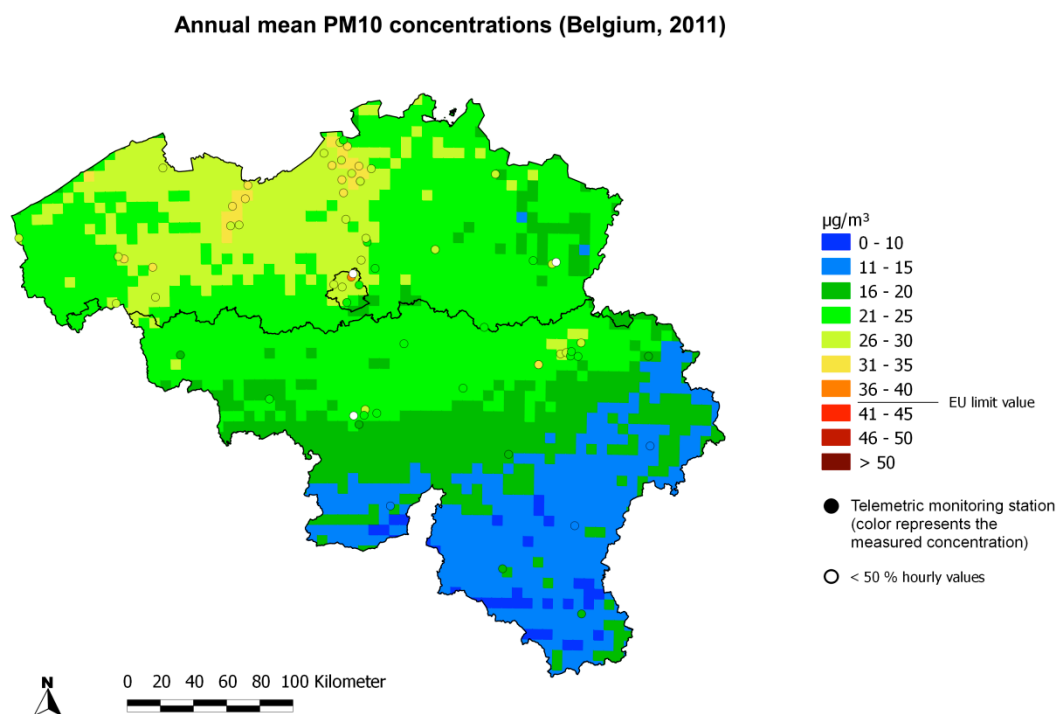 Annual mean PM10 concentrations (Belgium, 2011)
µg/m³
0 - 10
11 - 15
16 - 20
21 - 25
26 - 30
31 - 35
36 - 40
EU limit value
41 - 45
46 - 50
> 50
Telemetric monitoring station
(color represents the
measured concentration)
< 50 % hourly values
N
0 20 40 60 80 100 Kilometer